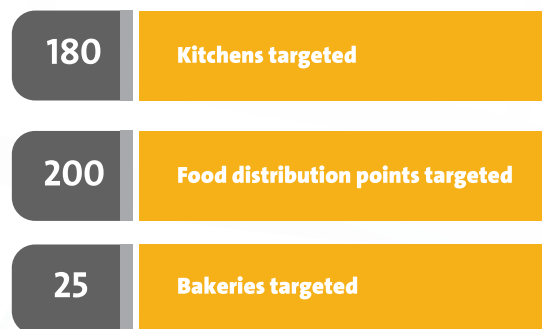 180
Kitchens targeted
200
Food distribution points targeted
25
Bakeries targeted